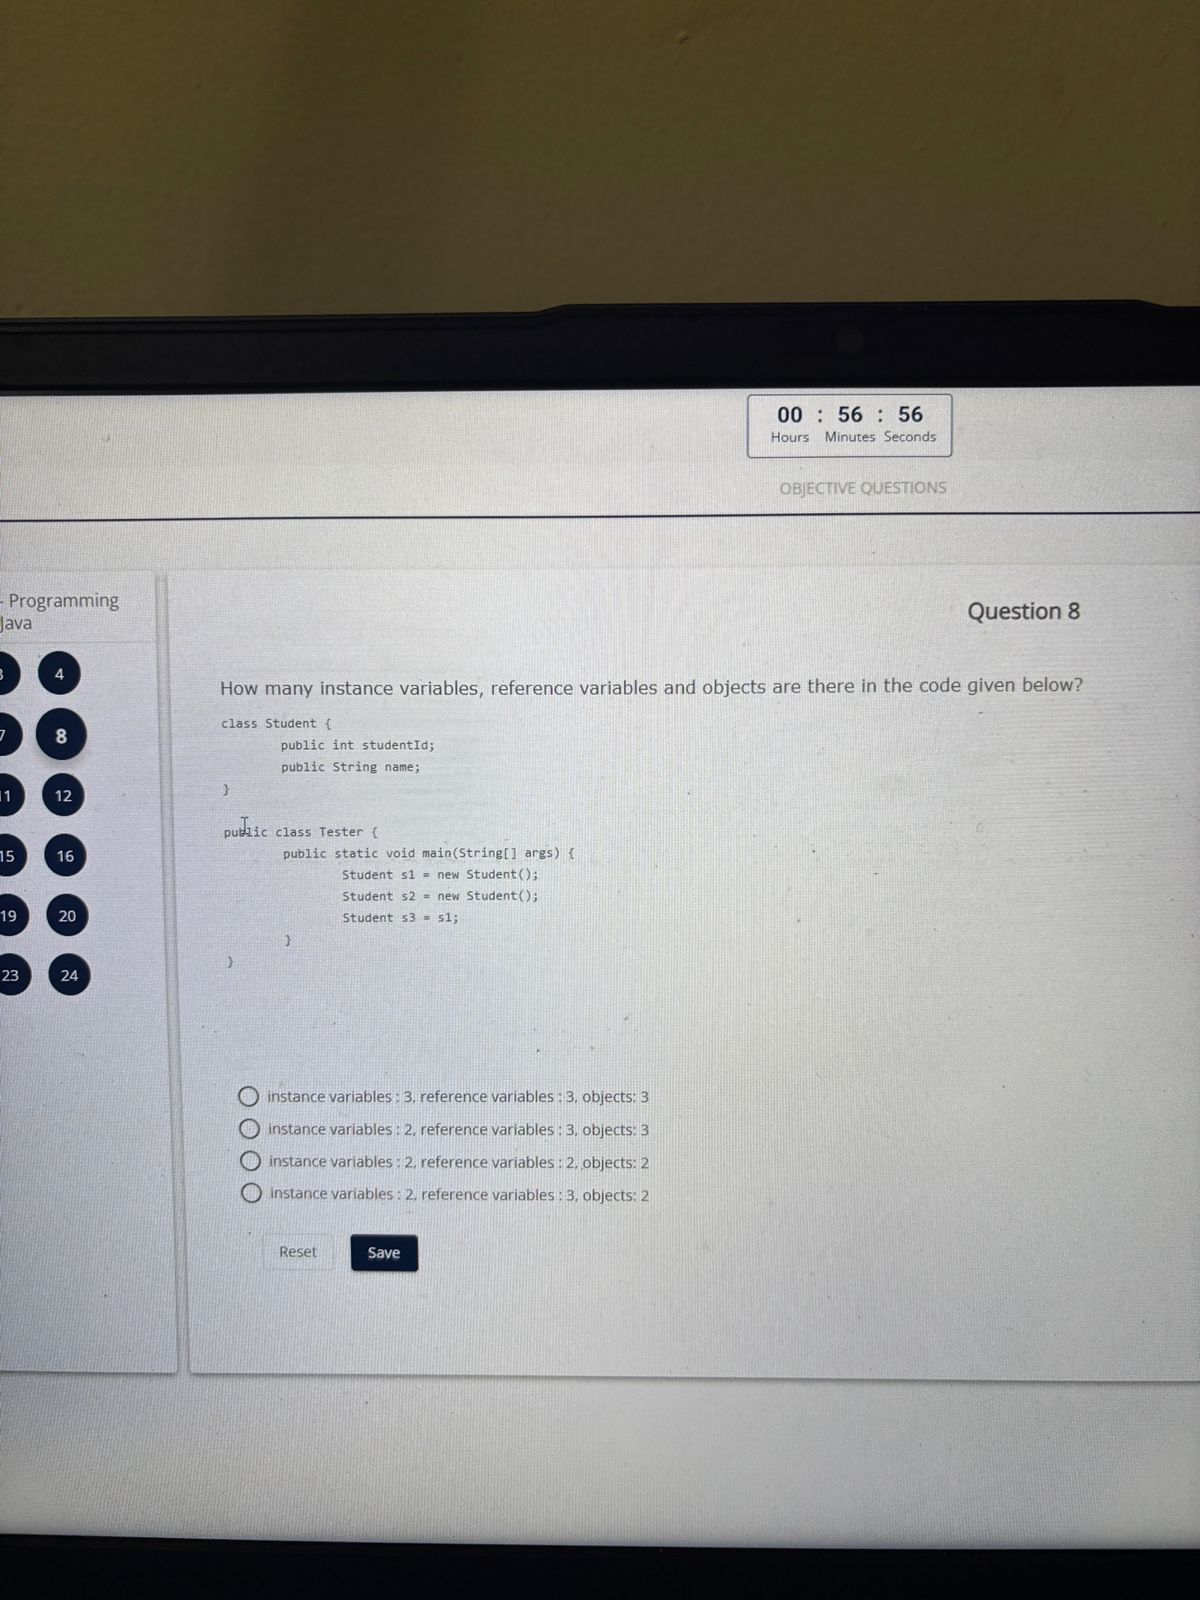 00 : 56 : 56
Hours Minutes Seconds
OBJECTIVE QUESTIONS
- Programming
Java
Question 8
4
7 8
11 12
15 16
19 20
23 24
How many instance variables, reference variables and objects are there in the code given below?
class Student {
public int studentId;
public String name;
}
public class Tester {
public static void main(String[] args) {
Student s1 = new Student();
Student s2 = new Student();
Student s3 = s1;
}
}
instance variables : 3, reference variables : 3, objects: 3
instance variables : 2, reference variables : 3, objects: 3
instance variables : 2, reference variables : 2, objects: 2
instance variables : 2, reference variables : 3, objects: 2
Reset Save